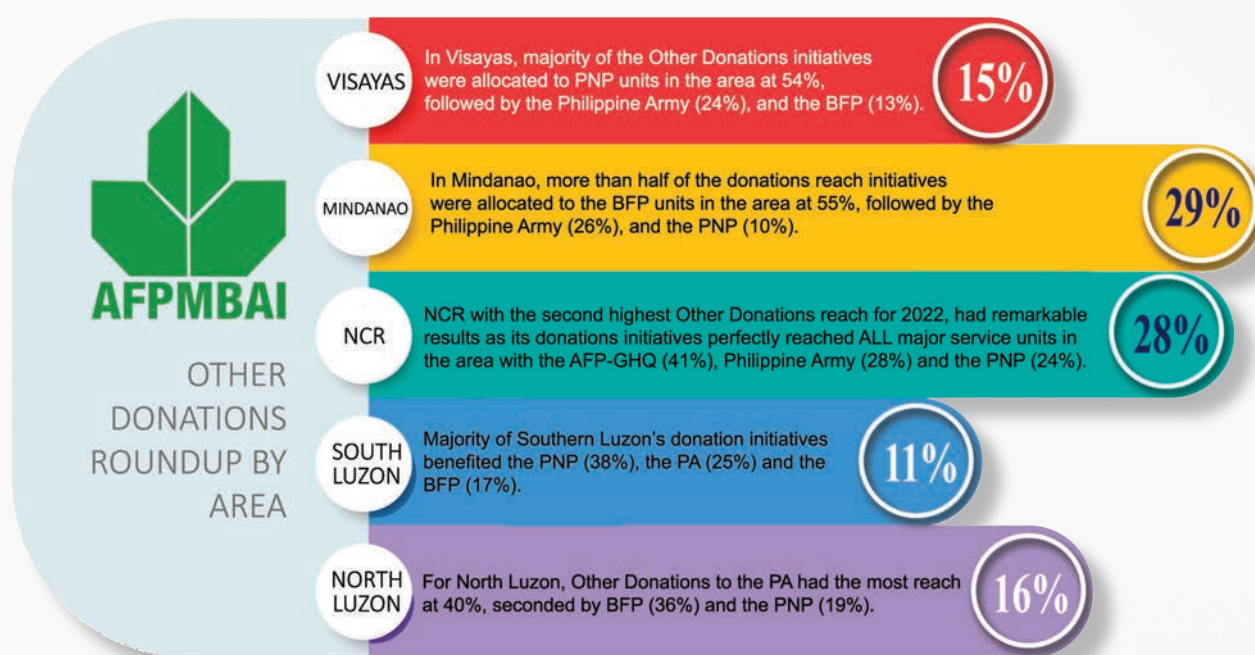 AFPMBAI
OTHER
DONATIONS
ROUNDUP BY
AREA
VISAYAS
In Visayas, majority of the Other Donations initiatives
were allocated to PNP units in the area at 54%,
followed by the Philippine Army (24%), and the BFP (13%).
15%
MINDANAO
In Mindanao, more than half of the donations reach initiatives
were allocated to the BFP units in the area at 55%, followed by the
Philippine Army (26%), and the PNP (10%).
29%
NCR
NCR with the second highest Other Donations reach for 2022, had remarkable
results as its donations initiatives perfectly reached ALL major service units in
the area with the AFP-GHQ (41%), Philippine Army (28%) and the PNP (24%).
28%
SOUTH
LUZON
Majority of Southern Luzon's donation initiatives
benefited the PNP (38%), the PA (25%) and the
BFP (17%).
11%
NORTH
LUZON
For North Luzon, Other Donations to the PA had the most reach
at 40%, seconded by BFP (36%) and the PNP (19%).
16%